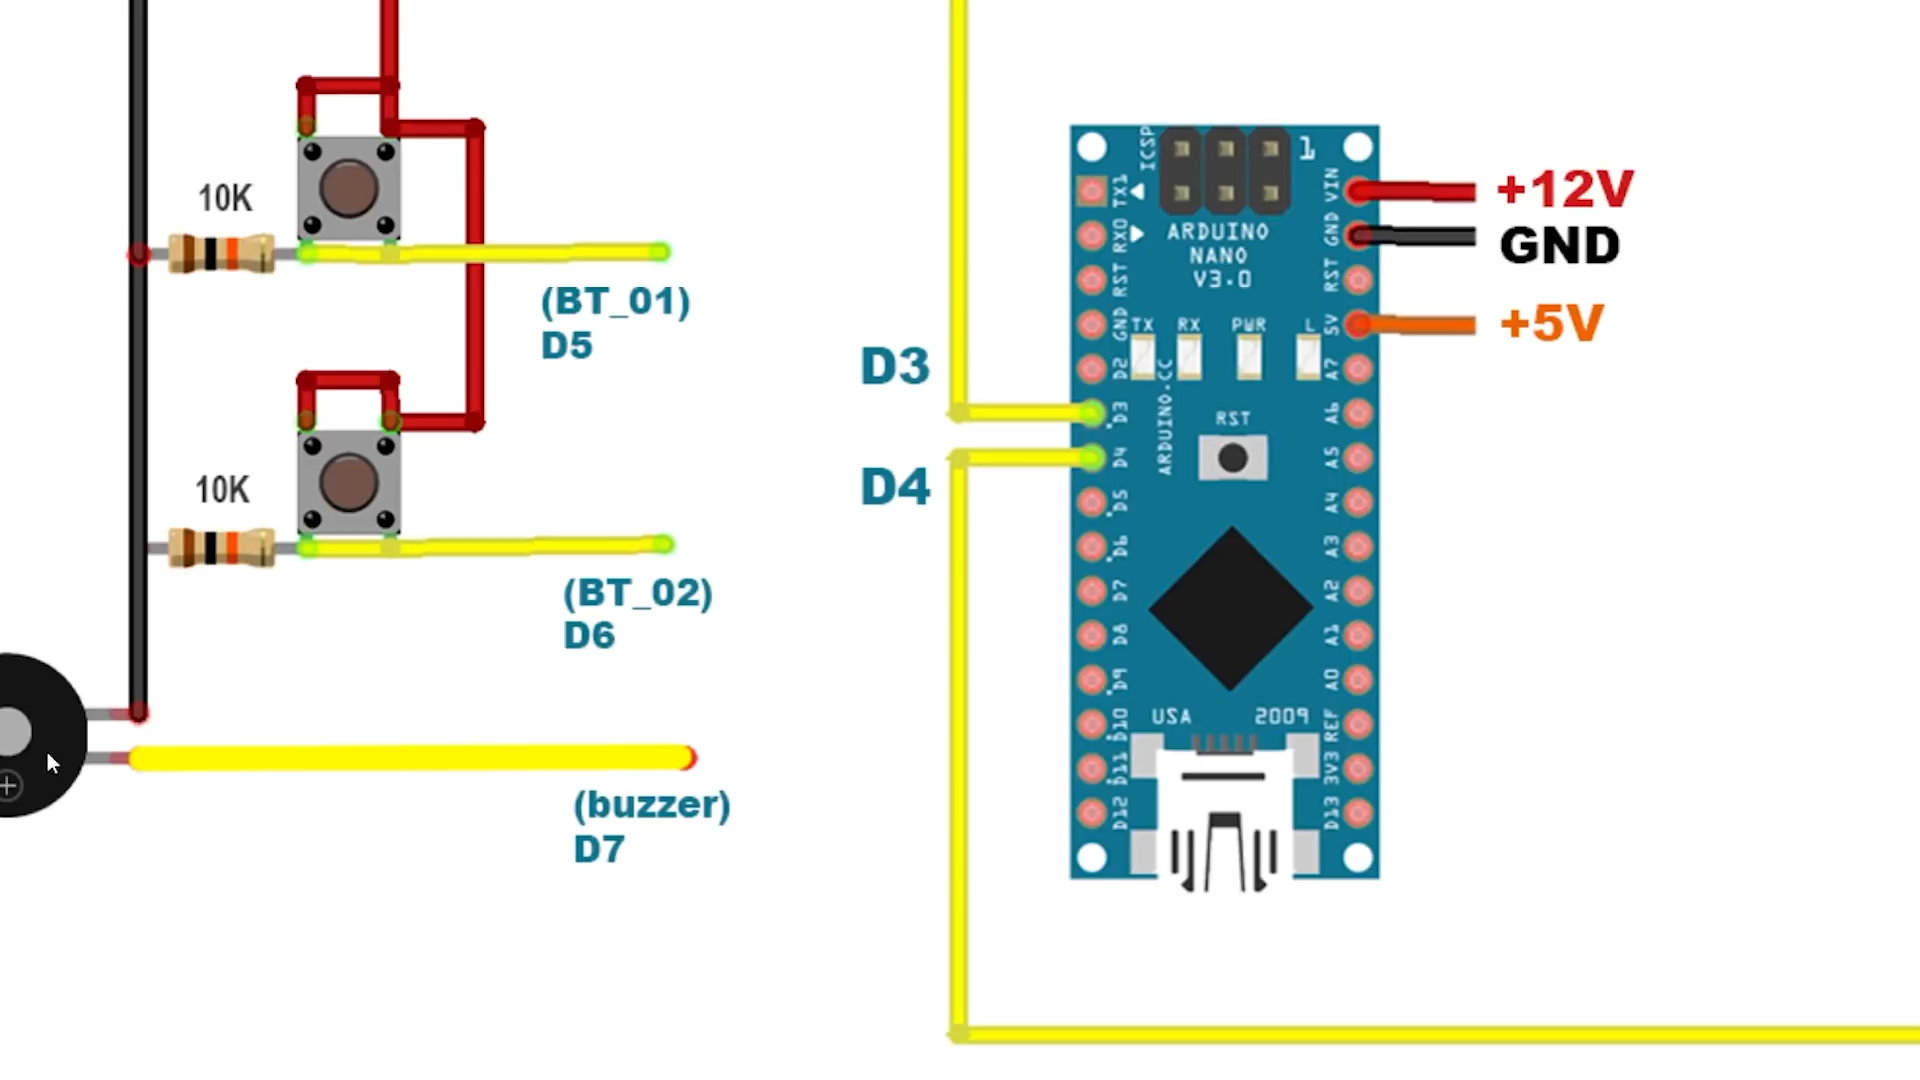 10K
(BT_01)
D5
10K
(BT_02)
D6
(buzzer)
D7
D3
D4
ICSP
1
ARDUINO
NANO
V3.0
TX
RX
PWR
L
ARDUINO.CC
RST
USA
2009
TX1
RX0
RST
GND
D2
D3
D4
D5
D6
D7
D8
D9
D10
D11
D12
VIN
GND
RST
5V
A7
A6
A5
A4
A3
A2
A1
A0
REF
3V3
D13
+12V
GND
+5V